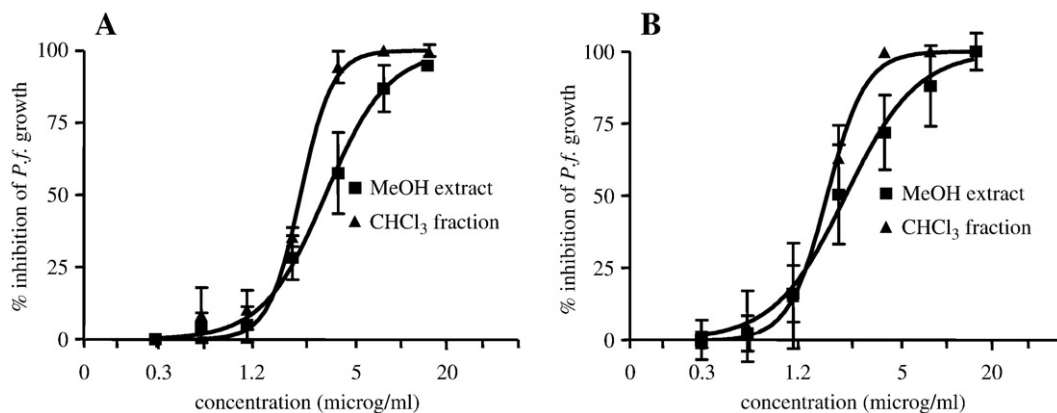 A
100
75
50
25
0
% inhibition of P.f. growth
MeOH extract
CHCl₃ fraction
0 0.3 1.2 5 20
concentration (microg/ml)
B
100
75
50
25
0
% inhibition of P.f. growth
MeOH extract
CHCl₃ fraction
0 0.3 1.2 5 20
concentration (microg/ml)